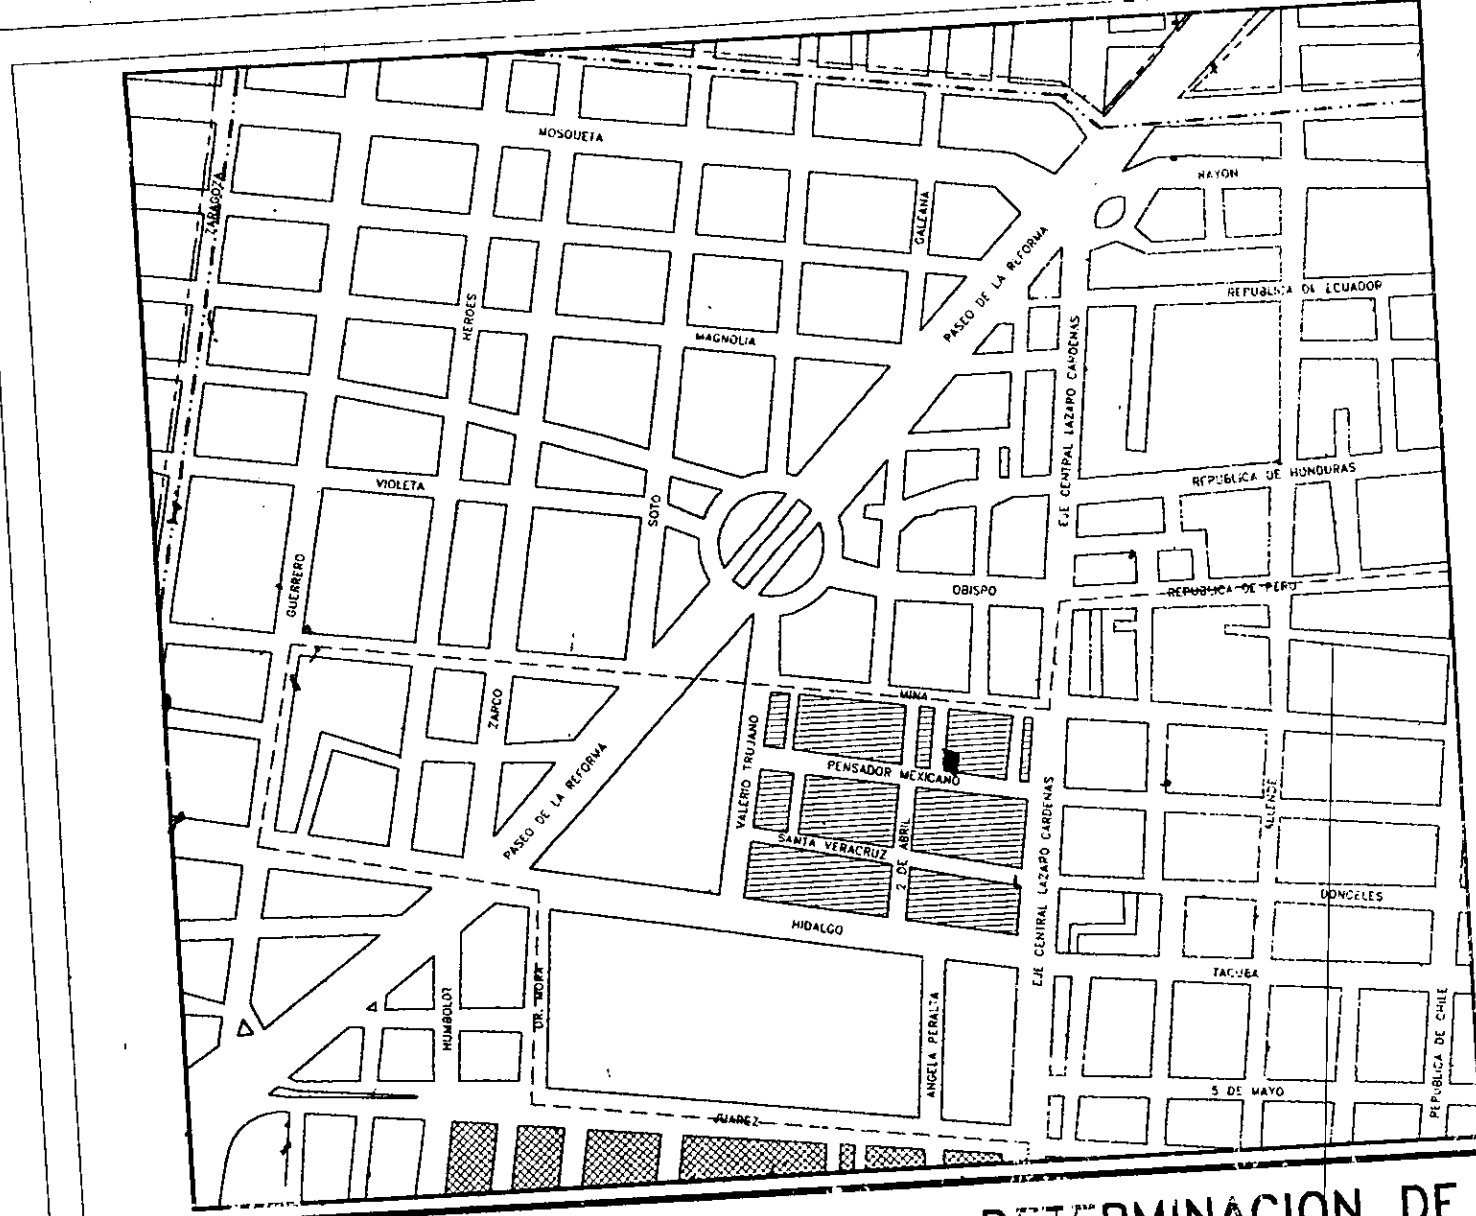 MOSQUETA
RAYON
ZARAGOZA
GALEANA
PASEO DE LA REFORMA
REPUBLICA DE ECUADOR
HEROES
MAGNOLIA
EJE CENTRAL LAZARO CARDENAS
REPUBLICA DE HONDURAS
VIOLETA
SOTO
GUERRERO
OBISPO
REPUBLICA DE PERU
MINA
ZARCO
VALERIO TRUJANO
PENSADOR MEXICANO
PASEO DE LA REFORMA
ALLENDE
SANTA VERACRUZ
2 DE ABRIL
EJE CENTRAL LAZARO CARDENAS
DONCELES
HIDALGO
TACUBA
DR. MORA
HUMBOLDT
ANGELA PERALTA
REPUBLICA DE CHILE
5 DE MAYO
JUAREZ
DETERMINACION DE